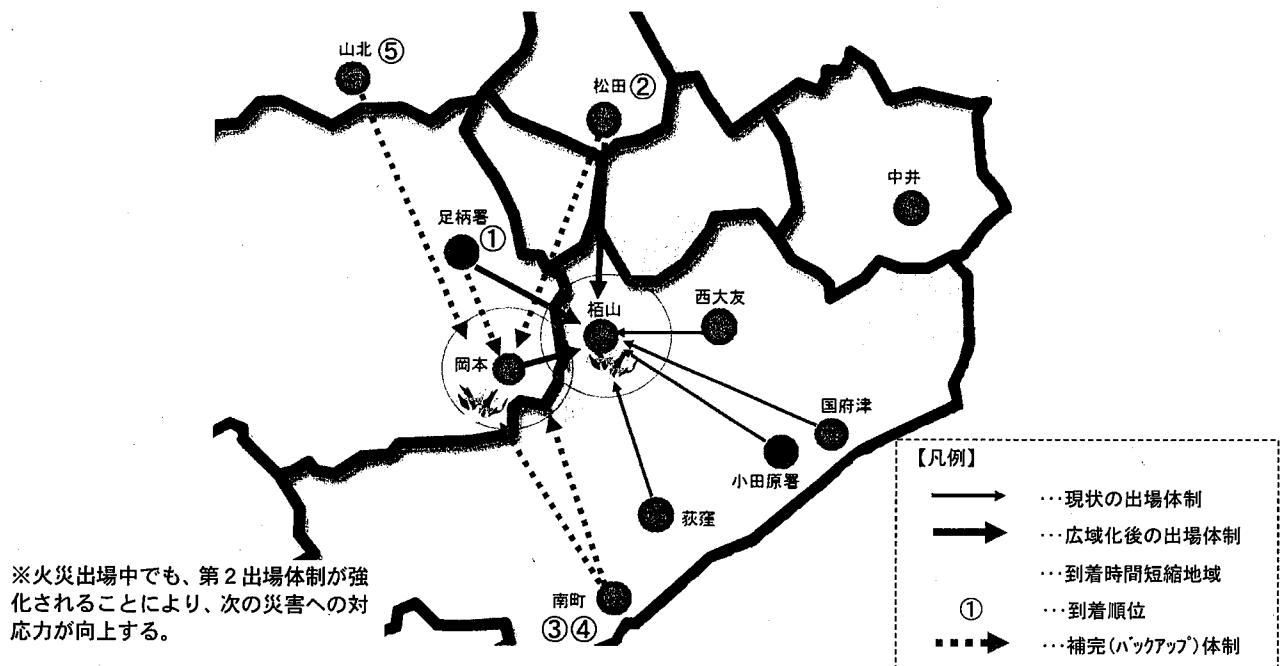 山北⑤
松田②
中井
足柄署
①
栢山
西大友
岡本
国府津
小田原署
荻窪
南町
③④
※火災出場中でも、第２出場体制が強
化されることにより、次の災害への対
応力が向上する。
【凡例】
…現状の出場体制
…広域化後の出場体制
…到着時間短縮地域
① …到着順位
…補完(ﾊﾞｯｸｱｯﾌﾟ)体制